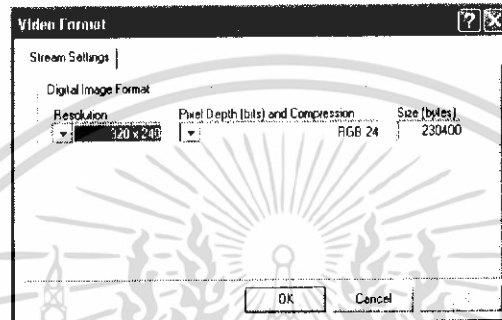 Video Format
Stream Settings
Digital Image Format
Resolution Pixel Depth (bits) and Compression Size (bytes)
320 x 240 RGB 24 230400
OK Cancel